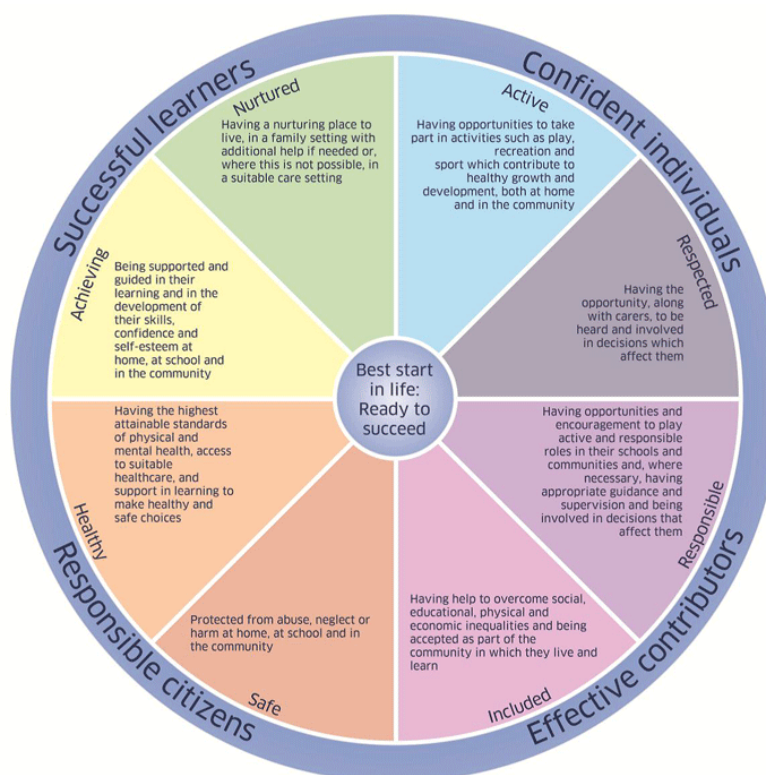 Successful learners
Confident individuals
Nurtured
Having a nurturing place to
live, in a family setting with
additional help if needed or,
where this is not possible, in
a suitable care setting
Active
Having opportunities to take
part in activities such as play,
recreation and
sport which contribute to
healthy growth and
development, both at home
and in the community
Achieving
Being supported and
guided in their
learning and in the
development of
their skills,
confidence and
self-esteem at
home, at school and
in the community
Respected
Having the
opportunity, along
with carers, to be
heard and involved
in decisions which
affect them
Best start
in life:
Ready to
succeed
Healthy
Having the highest
attainable standards
of physical and
mental health, access
to suitable
healthcare, and
support in learning to
make healthy and
safe choices
Responsible
Having opportunities and
encouragement to play
active and responsible
roles in their schools and
communities and, where
necessary, having
appropriate guidance and
supervision and being
involved in decisions that
affect them
Safe
Protected from abuse, neglect or
harm at home, at school and in
the community
Included
Having help to overcome social,
educational, physical and
economic inequalities and being
accepted as part of the
community in which they live and
learn
Responsible citizens
Effective contributors